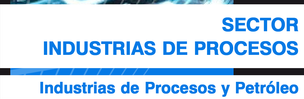 SECTOR
INDUSTRIAS DE PROCESOS
Industrias de Procesos y Petróleo